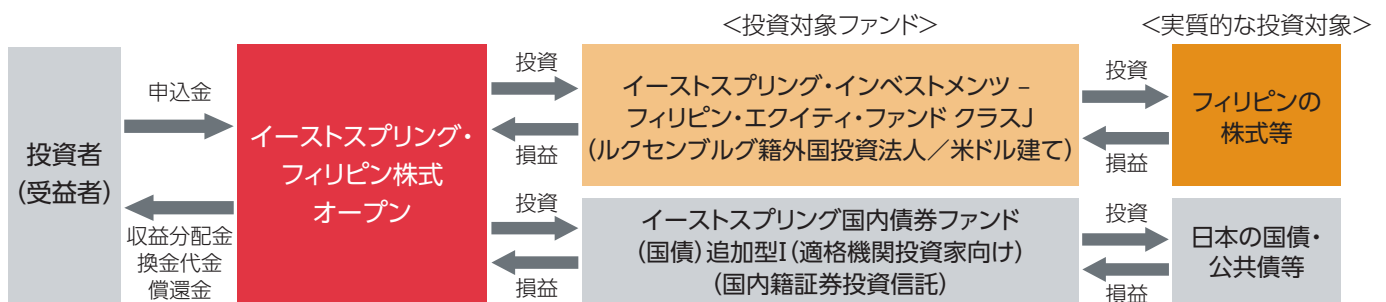 <投資対象ファンド>
<実質的な投資対象>
投資者
(受益者)
申込金
収益分配金
換金代金
償還金
イーストスプリング・
フィリピン株式
オープン
投資
損益
イーストスプリング・インベストメンツ –
フィリピン・エクイティ・ファンド クラスJ
(ルクセンブルグ籍外国投資法人／米ドル建て)
投資
損益
フィリピンの
株式等
投資
損益
イーストスプリング国内債券ファンド
(国債)追加型I(適格機関投資家向け)
(国内籍証券投資信託)
投資
損益
日本の国債・
公共債等